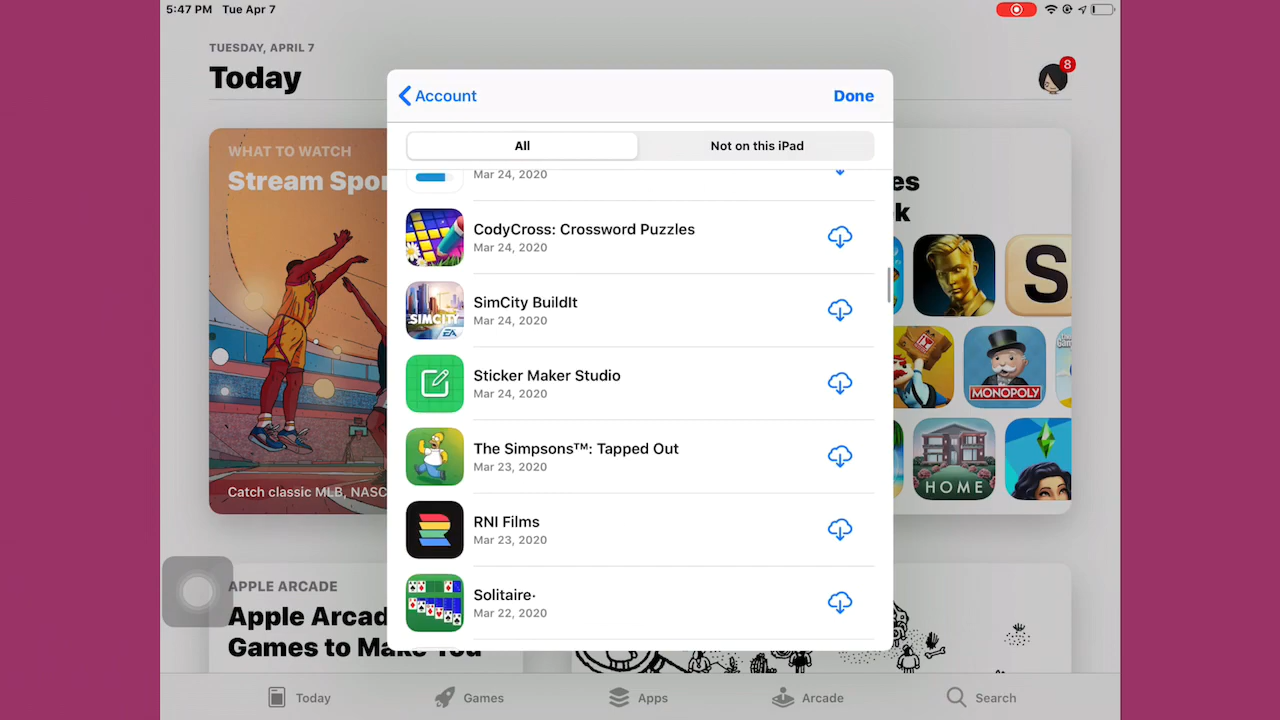 5:47 PM Tue Apr 7
TUESDAY, APRIL 7
Today
8
Account
Done
All
Not on this iPad
Mar 24, 2020
CodyCross: Crossword Puzzles
Mar 24, 2020
SimCity BuildIt
Mar 24, 2020
SIMCITY
EA
Sticker Maker Studio
Mar 24, 2020
The Simpsons™: Tapped Out
Mar 23, 2020
RNI Films
Mar 23, 2020
Solitaire·
Mar 22, 2020
WHAT TO WATCH
Stream Spor
Catch classic MLB, NASC
es
k
S
MONOPOLY
HOME
APPLE ARCADE
Apple Arcad
Games to Make You
Today
Games
Apps
Arcade
Search